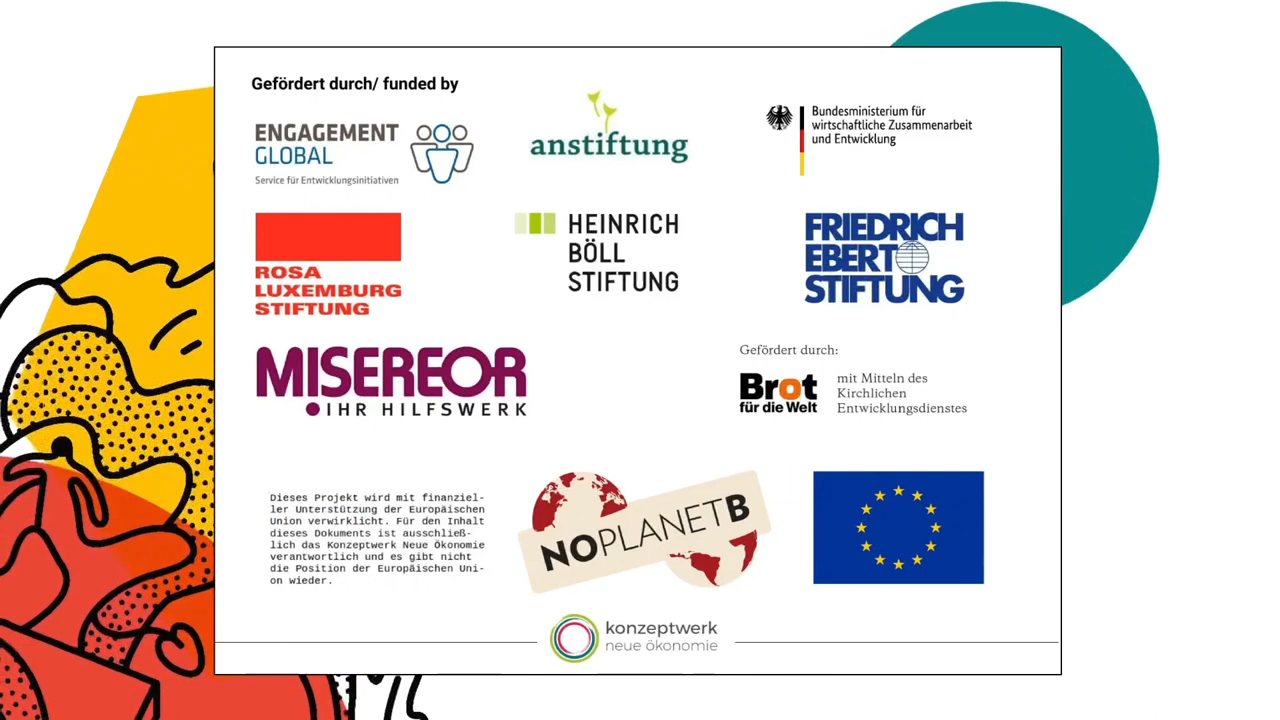 Gefördert durch/ funded by
ENGAGEMENT
GLOBAL
Service für Entwicklungsinitiativen
anstiftung
Bundesministerium für
wirtschaftliche Zusammenarbeit
und Entwicklung
ROSA
LUXEMBURG
STIFTUNG
HEINRICH
BÖLL
STIFTUNG
FRIEDRICH
EBERT
STIFTUNG
MISEREOR
IHR HILFSWERK
Gefördert durch:
Brot
für die Welt
mit Mitteln des
Kirchlichen
Entwicklungsdienstes
Dieses Projekt wird mit finanziel-
ler Unterstützung der Europäischen
Union verwirklicht. Für den Inhalt
dieses Dokuments ist ausschließ-
lich das Konzeptwerk Neue Ökonomie
verantwortlich und es gibt nicht
die Position der Europäischen Uni-
on wieder.
NOPLANETB
konzeptwerk
neue ökonomie